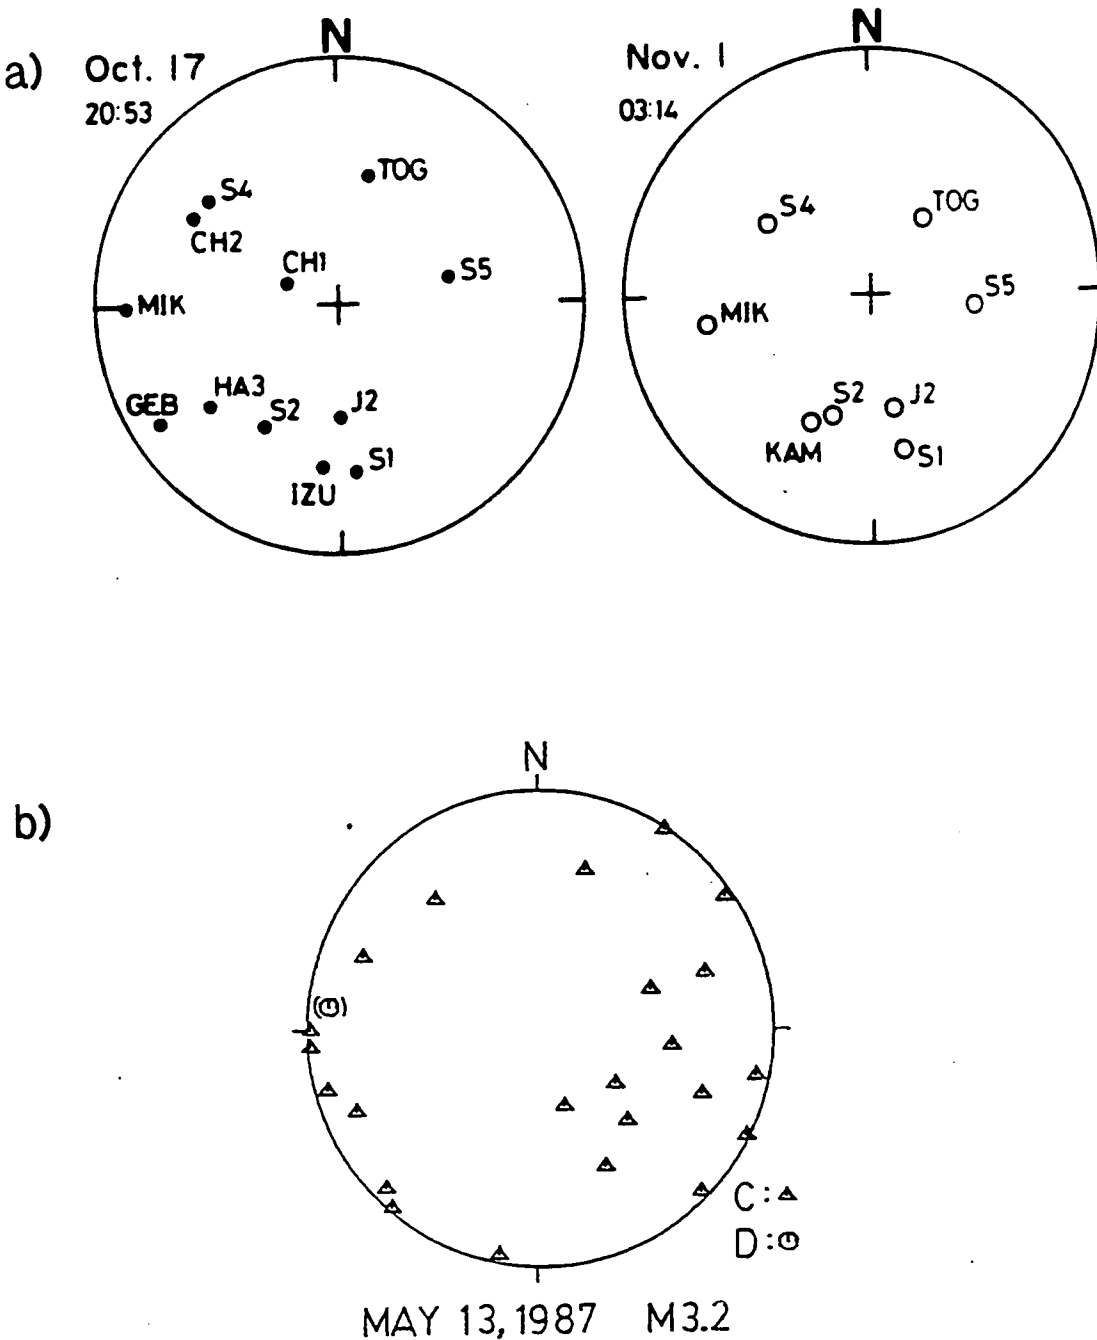 a)
Oct. 17
20:53
N
TOG
S4
CH2
CH1
S5
MIK
HA3
GEB
S2
J2
S1
IZU
Nov. 1
03:14
N
S4
TOG
MIK
S5
S2
J2
KAM
S1
b)
N
(D)
C:
D:
MAY 13, 1987 M3.2